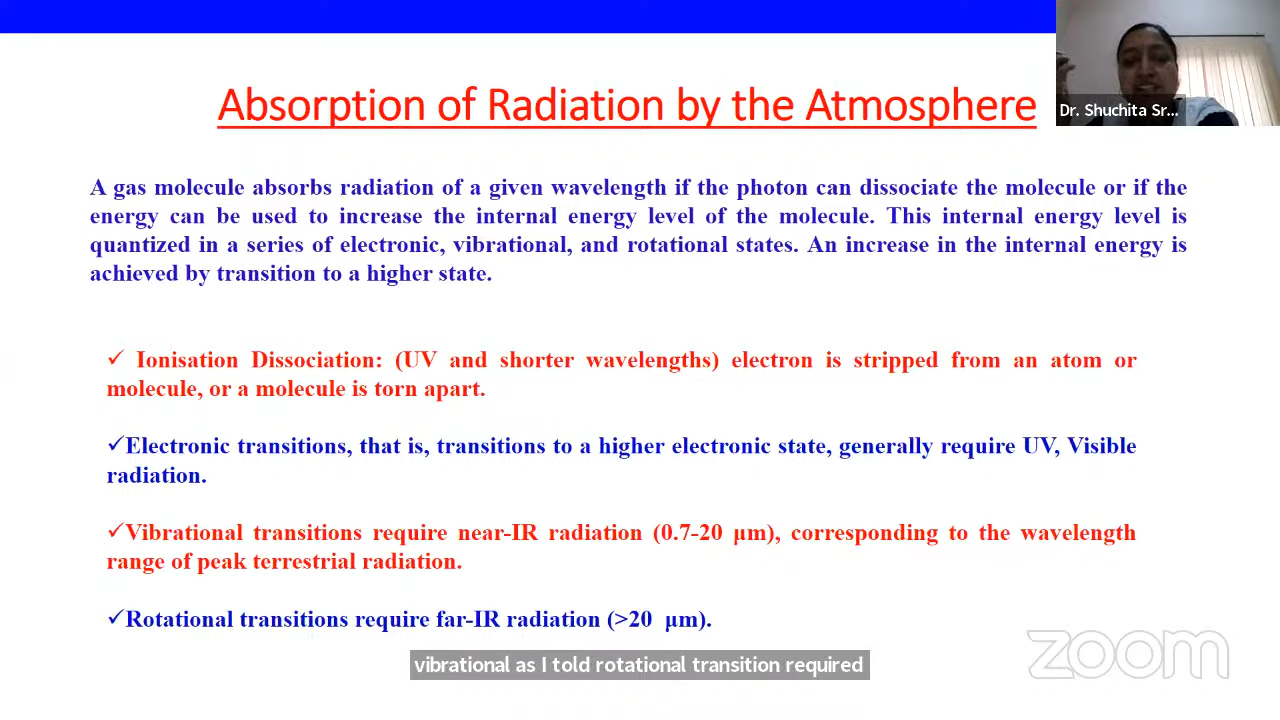 Absorption of Radiation by the Atmosphere
Dr. Shuchita Sr...
A gas molecule absorbs radiation of a given wavelength if the photon can dissociate the molecule or if the
energy can be used to increase the internal energy level of the molecule. This internal energy level is
quantized in a series of electronic, vibrational, and rotational states. An increase in the internal energy is
achieved by transition to a higher state.
✓ Ionisation Dissociation: (UV and shorter wavelengths) electron is stripped from an atom or
molecule, or a molecule is torn apart.
✓Electronic transitions, that is, transitions to a higher electronic state, generally require UV, Visible
radiation.
✓Vibrational transitions require near-IR radiation (0.7-20 µm), corresponding to the wavelength
range of peak terrestrial radiation.
✓Rotational transitions require far-IR radiation (>20 µm).
vibrational as I told rotational transition required
zoom